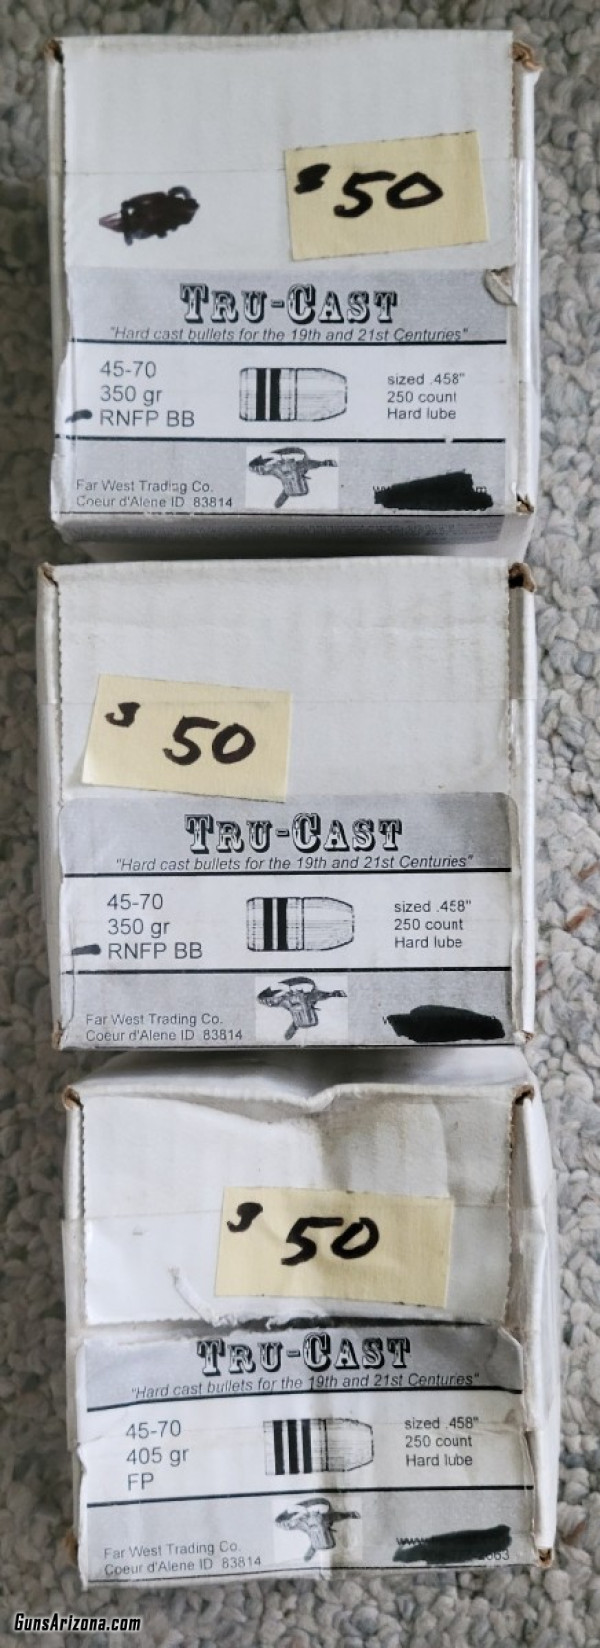 $50
TRU-CAST
"Hard cast bullets for the 19th and 21st Centuries"
45-70
350 gr
RNFP BB
sized .458"
250 count
Hard lube
Far West Trading Co.
Coeur d'Alene ID 83814
$50
TRU-CAST
"Hard cast bullets for the 19th and 21st Centuries"
45-70
350 gr
RNFP BB
sized .458"
250 count
Hard lube
Far West Trading Co.
Coeur d'Alene ID 83814
$50
TRU-CAST
"Hard cast bullets for the 19th and 21st Centuries"
45-70
405 gr
FP
sized .458"
250 count
Hard lube
Far West Trading Co.
Coeur d'Alene ID 83814
GunsArizona.com